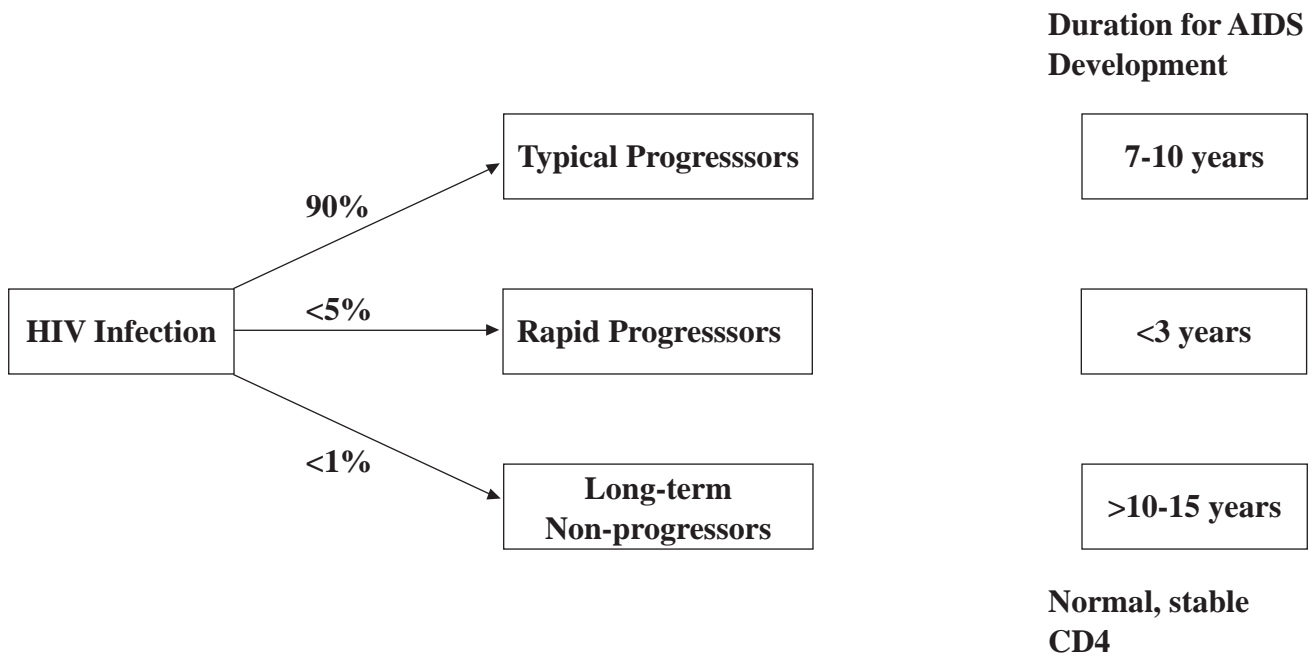 Duration for AIDS
Development
Typical Progresssors
7-10 years
90%
HIV Infection
<5%
Rapid Progresssors
<3 years
<1%
Long-term
Non-progressors
>10-15 years
Normal, stable
CD4